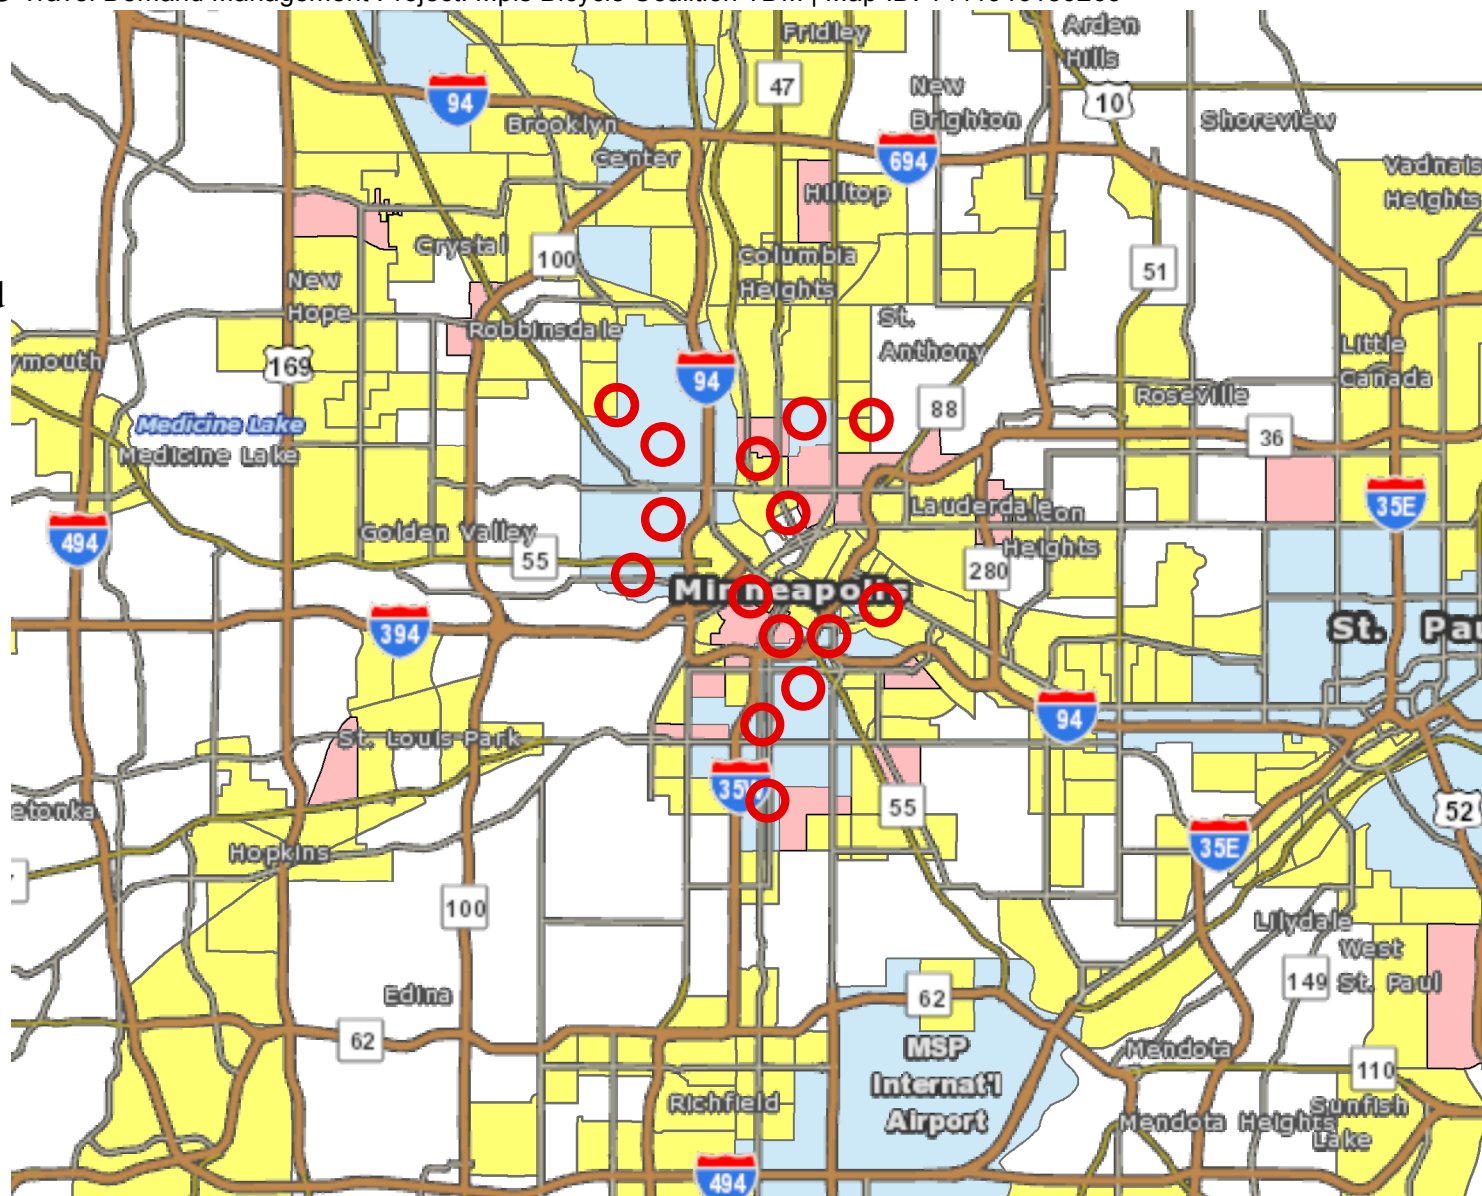 Fridley
Arden
Hills
47
94
New
Brighton
10
Shoreview
Brooklyn
Center
694
Vadnais
Heights
Hilltop
Crystal
100
Columbia
Heights
51
New
Hope
Robbinsdale
St.
Anthony
Little
Canada
ymouth
169
94
88
Roseville
Medicine Lake
Medicine Lake
36
35E
Lauderdale
Heights
Golden Valley
494
55
280
Minneapolis
394
St. Pau
94
St. Louis Park
35W
55
etonka
52
Hopkins
35E
100
Lilydale
West
St. Paul
149
Edina
62
62
MSP
Internat'l
Airport
Mendota
110
Richfield
Mendota Heights
Sunfish
Lake
494